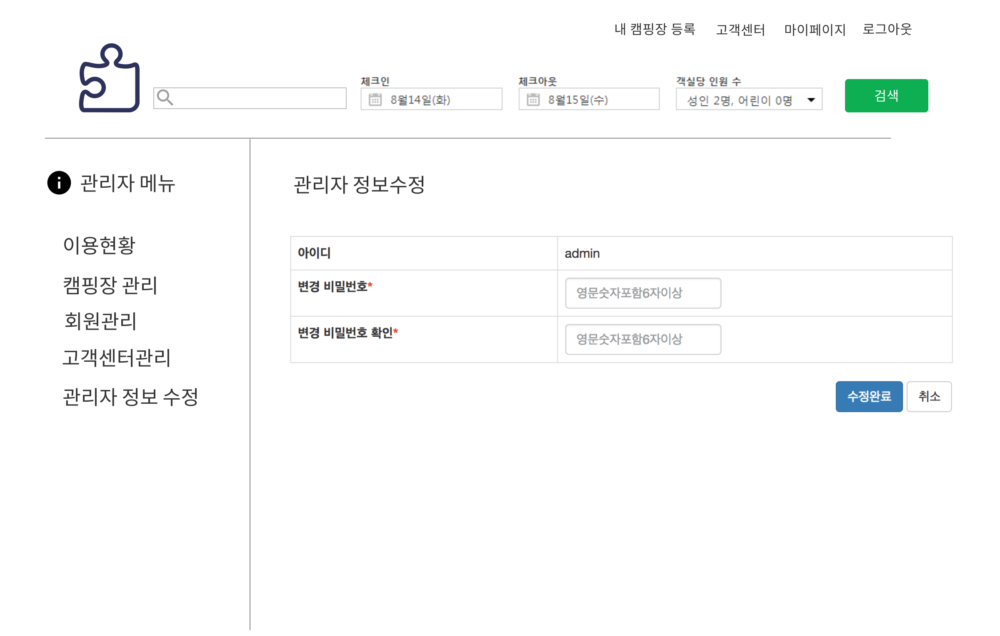 내 캠핑장 등록 고객센터 마이페이지 로그아웃
체크인 체크아웃 객실당 인원 수
8월14일(화) 8월15일(수) 성인 2명, 어린이 0명 검색
관리자 메뉴
이용현황
캠핑장 관리
회원관리
고객센터관리
관리자 정보 수정
관리자 정보수정
아이디 admin
변경 비밀번호* 영문숫자포함6자이상
변경 비밀번호 확인* 영문숫자포함6자이상
수정완료 취소